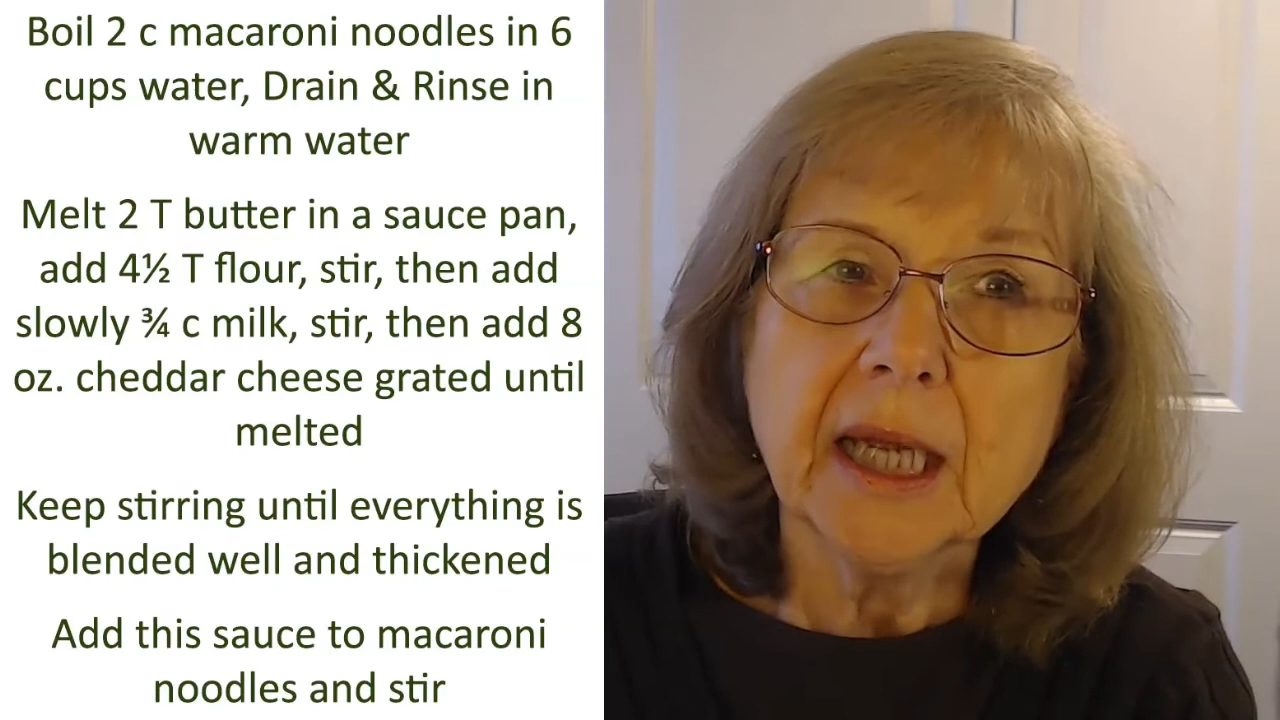 Boil 2 c macaroni noodles in 6
cups water, Drain & Rinse in
warm water
Melt 2 T butter in a sauce pan,
add 4½ T flour, stir, then add
slowly ¾ c milk, stir, then add 8
oz. cheddar cheese grated until
melted
Keep stirring until everything is
blended well and thickened
Add this sauce to macaroni
noodles and stir